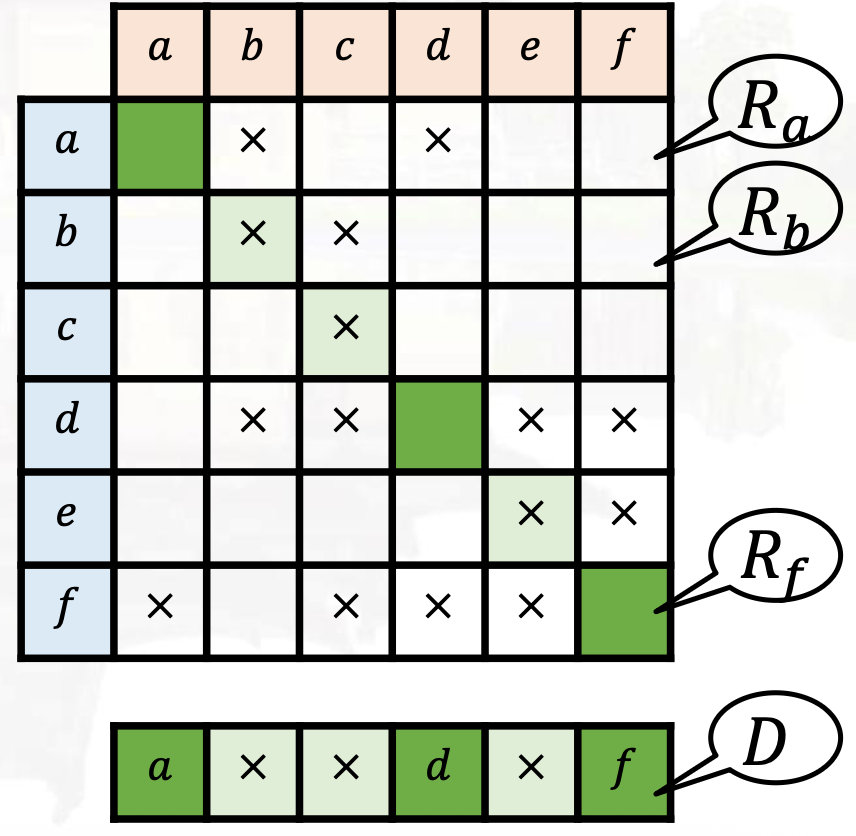 a b c d e f
a × × R_a
b × × R_b
c ×
d × × × ×
e × ×
f × × × × R_f
a × × d × f D